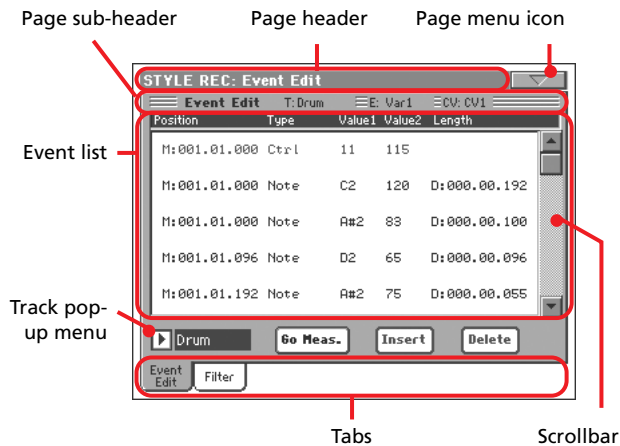 Page sub-header Page header Page menu icon
STYLE REC: Event Edit
Event Edit T: Drum E: Var1 CV: CV1
Position Type Value1 Value2 Length
Event list
M:001.01.000 Ctrl 11 115
M:001.01.000 Note C2 120 D:000.00.192
M:001.01.000 Note A#2 83 D:000.00.100
M:001.01.096 Note D2 65 D:000.00.096
M:001.01.192 Note A#2 75 D:000.00.055
Track pop-
up menu
Drum Go Meas. Insert Delete
Event
Edit
Filter
Tabs Scrollbar